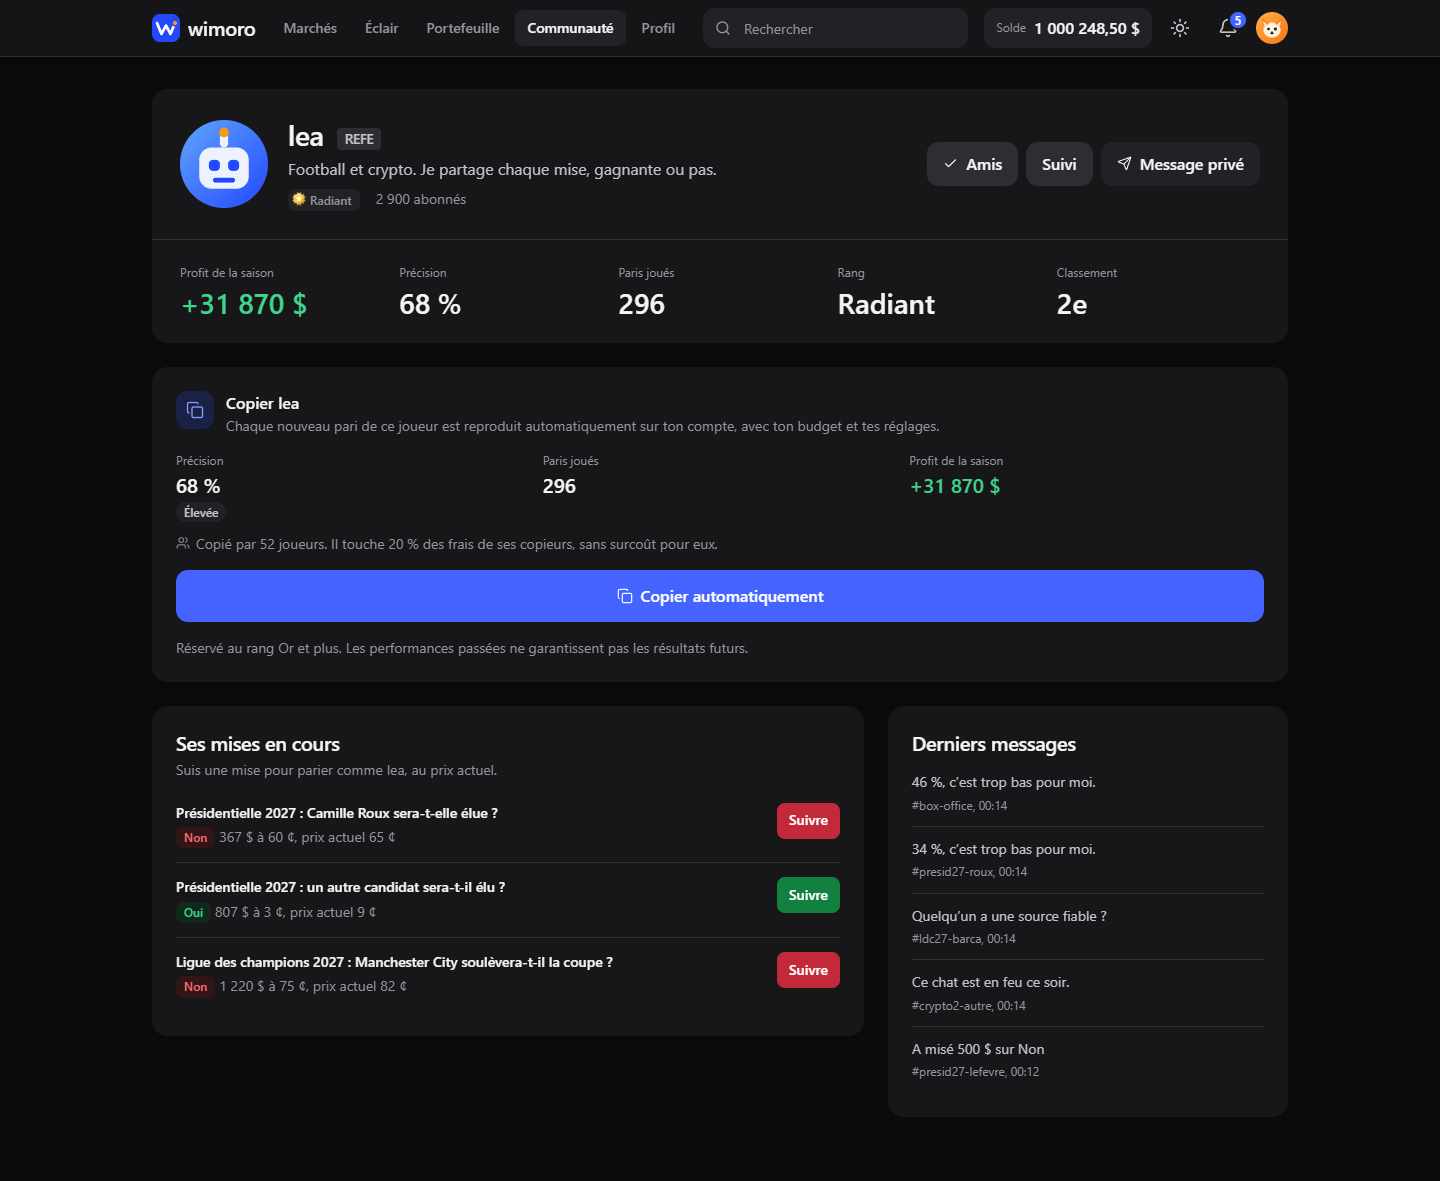 wimoro
Marchés
Éclair
Portefeuille
Communauté
Profil
Rechercher
Solde 1 000 248,50 $
5
lea REFE
Football et crypto. Je partage chaque mise, gagnante ou pas.
Radiant 2 900 abonnés
Amis
Suivi
Message privé
Profit de la saison
+31 870 $
Précision
68 %
Paris joués
296
Rang
Radiant
Classement
2e
Copier lea
Chaque nouveau pari de ce joueur est reproduit automatiquement sur ton compte, avec ton budget et tes réglages.
Précision
68 %
Élevée
Paris joués
296
Profit de la saison
+31 870 $
Copié par 52 joueurs. Il touche 20 % des frais de ses copieurs, sans surcoût pour eux.
Copier automatiquement
Réservé au rang Or et plus. Les performances passées ne garantissent pas les résultats futurs.
Ses mises en cours
Suis une mise pour parier comme lea, au prix actuel.
Présidentielle 2027 : Camille Roux sera-t-elle élue ?
Non 367 $ à 60 ¢, prix actuel 65 ¢
Suivre
Présidentielle 2027 : un autre candidat sera-t-il élu ?
Oui 807 $ à 3 ¢, prix actuel 9 ¢
Suivre
Ligue des champions 2027 : Manchester City soulèvera-t-il la coupe ?
Non 1 220 $ à 75 ¢, prix actuel 82 ¢
Suivre
Derniers messages
46 %, c’est trop bas pour moi.
#box-office, 00:14
34 %, c’est trop bas pour moi.
#presid27-roux, 00:14
Quelqu’un a une source fiable ?
#ldc27-barca, 00:14
Ce chat est en feu ce soir.
#crypto2-autre, 00:14
A misé 500 $ sur Non
#presid27-lefevre, 00:12